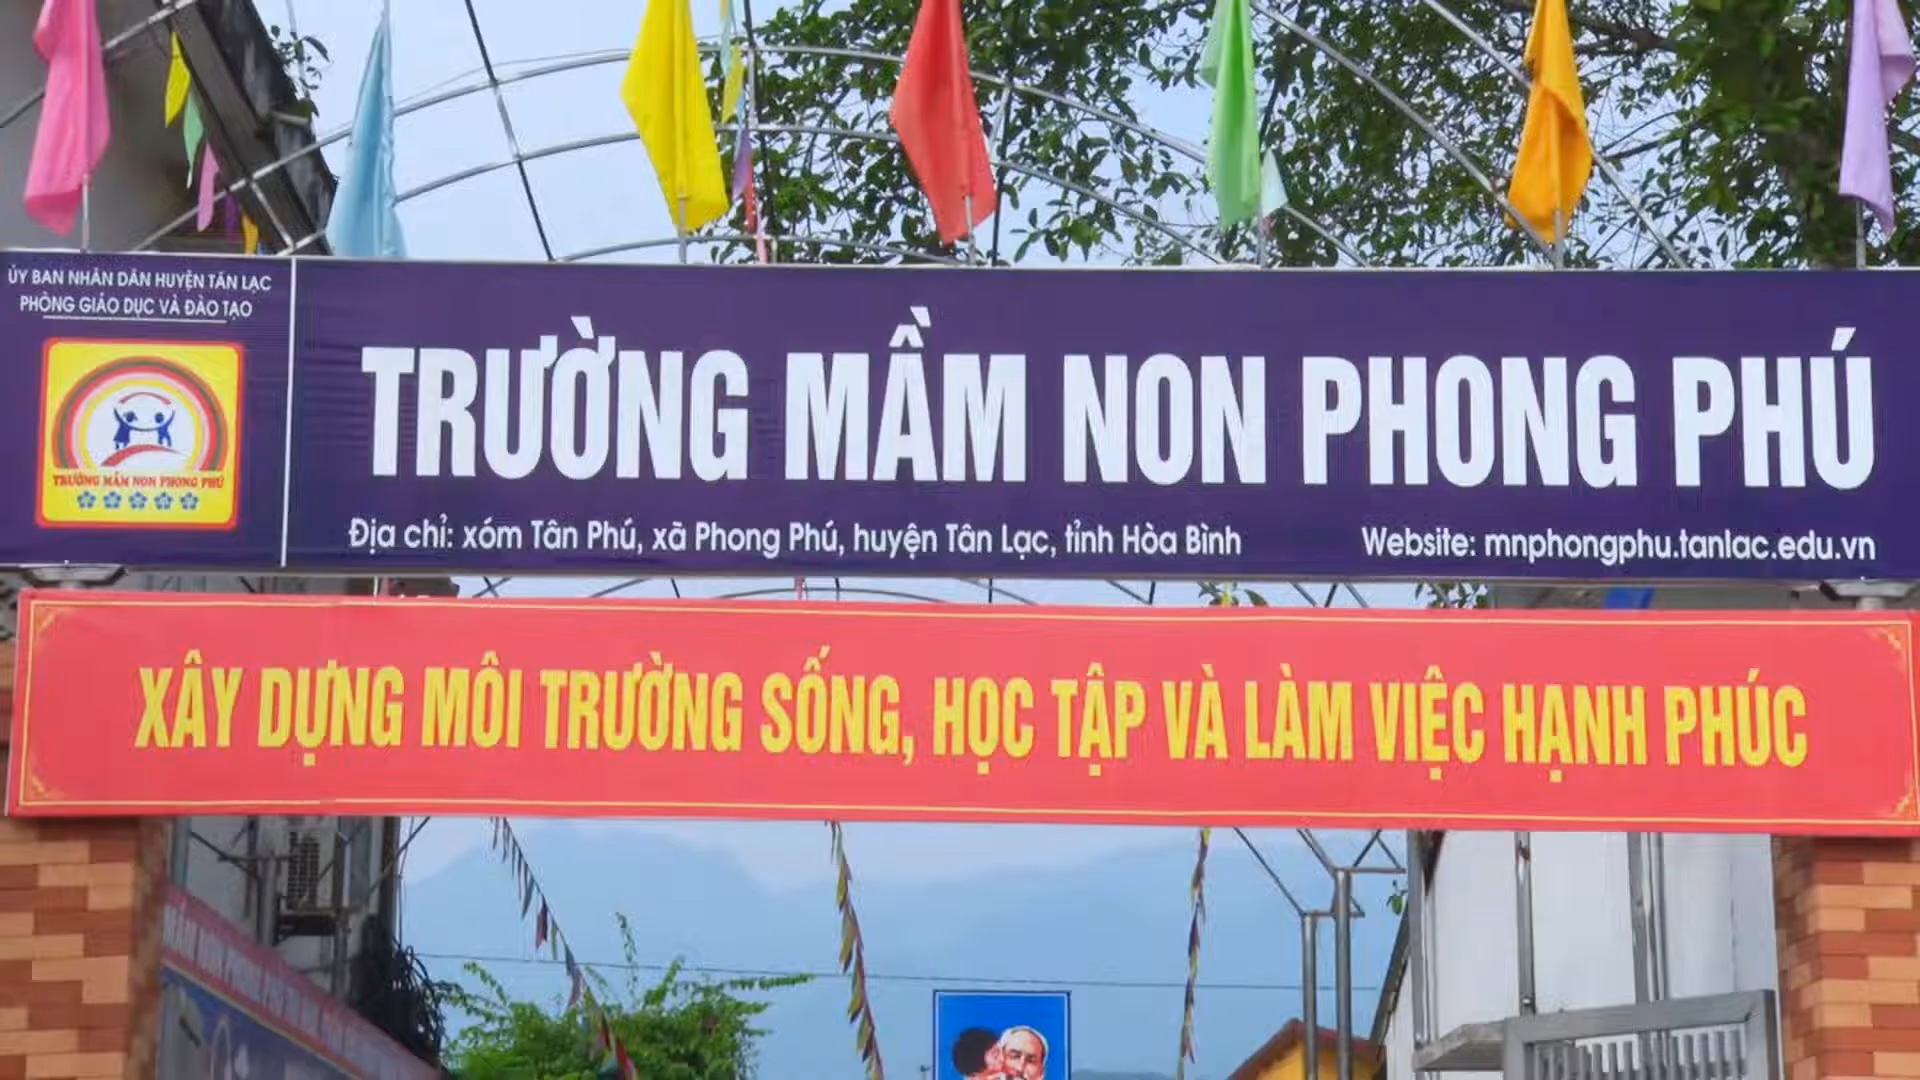 ỦY BAN NHÂN DÂN HUYỆN TÂN LẠC
PHÒNG GIÁO DỤC VÀ ĐÀO TẠO
TRƯỜNG MẦM NON PHONG PHÚ
TRƯỜNG MẦM NON PHONG PHÚ
Địa chỉ: xóm Tân Phú, xã Phong Phú, huyện Tân Lạc, tỉnh Hòa Bình
Website: mnphongphu.tanlac.edu.vn
XÂY DỰNG MÔI TRƯỜNG SỐNG, HỌC TẬP VÀ LÀM VIỆC HẠNH PHÚC